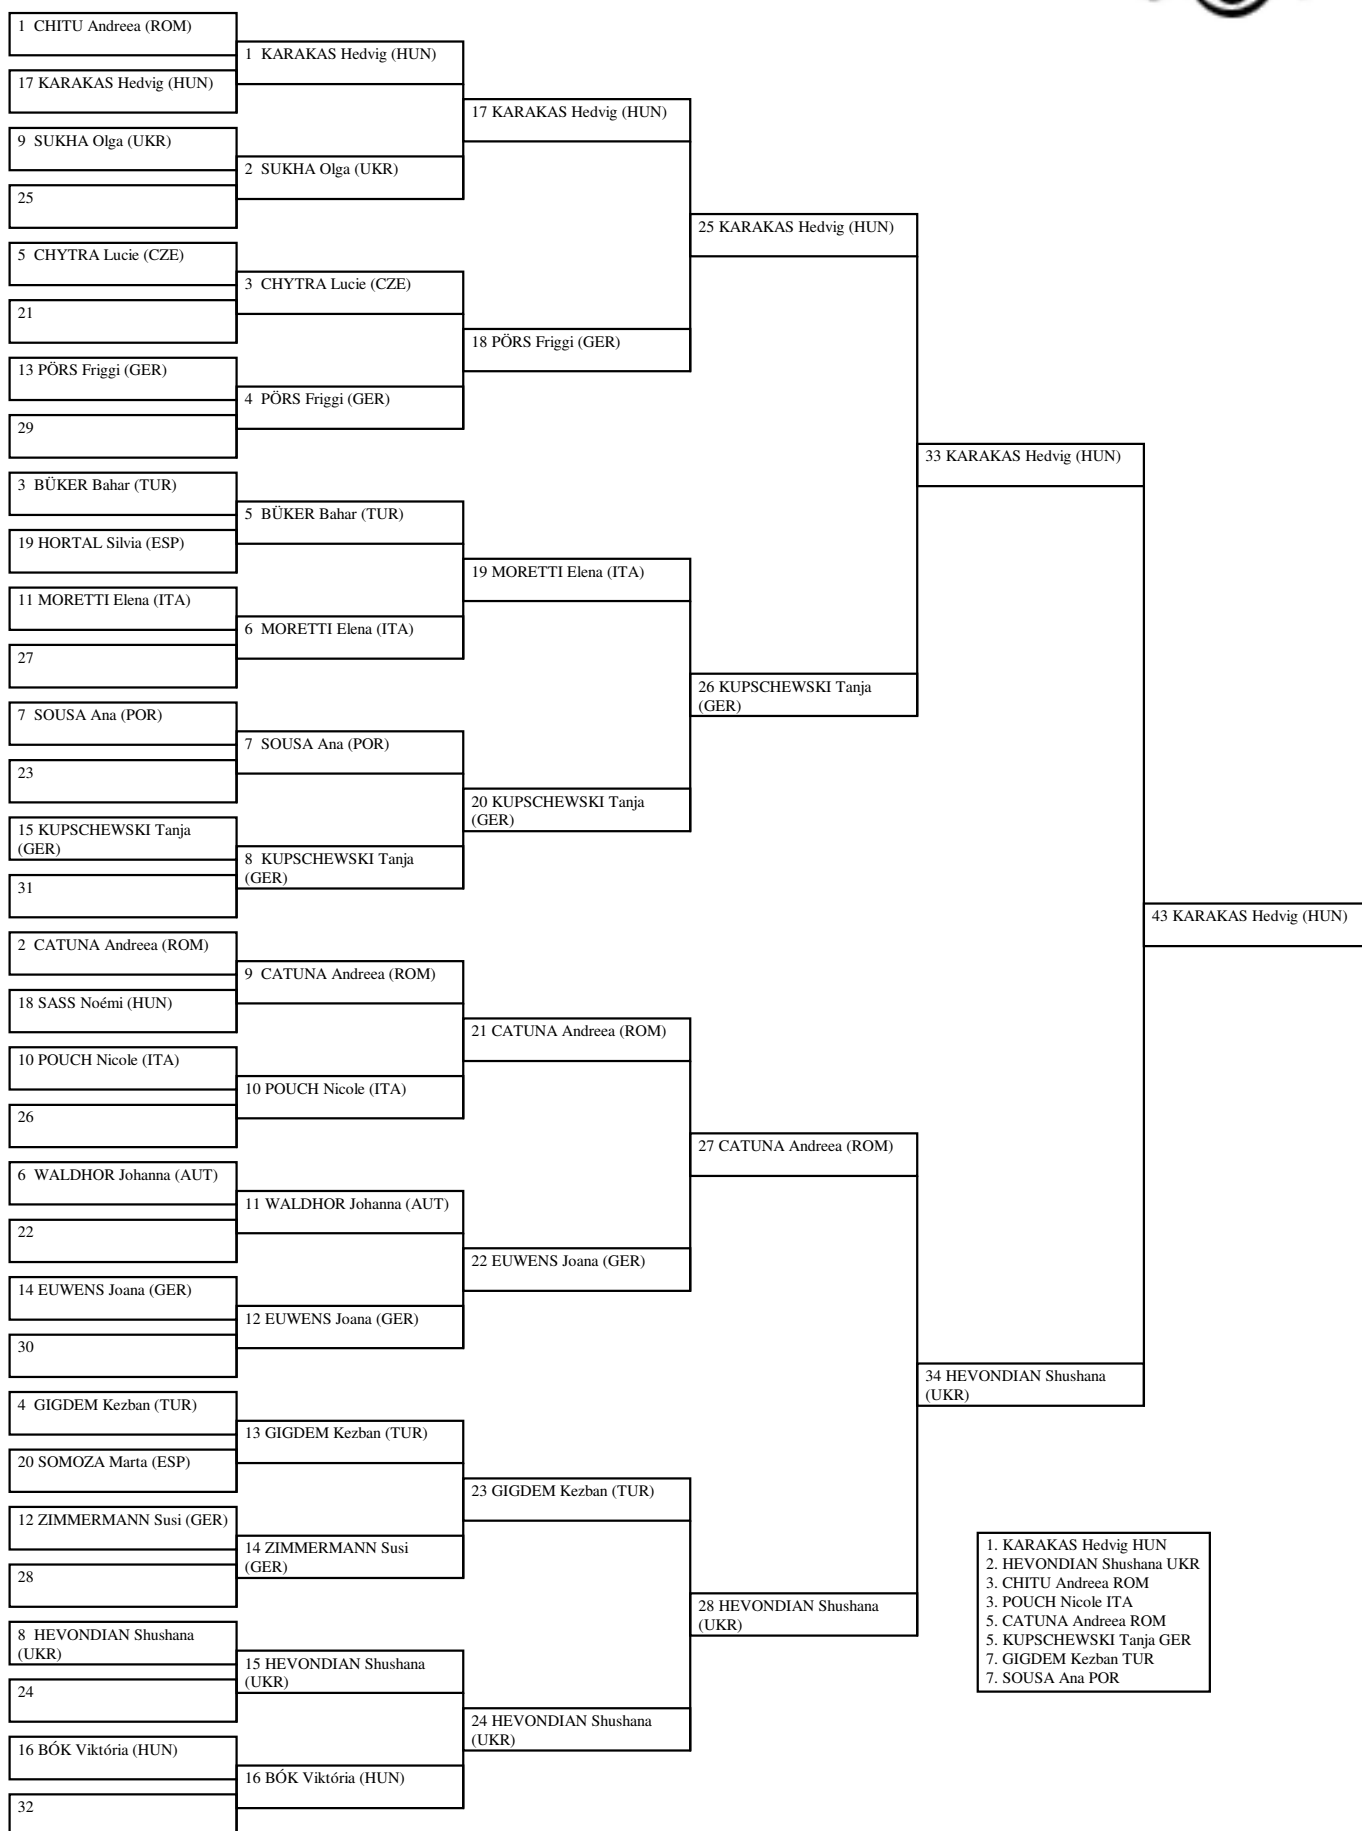 1 CHITU Andreea (ROM)
17 KARAKAS Hedvig (HUN)
9 SUKHA Olga (UKR)
25
5 CHYTRA Lucie (CZE)
21
13 PÖRS Friggi (GER)
29
3 BÜKER Bahar (TUR)
19 HORTAL Silvia (ESP)
11 MORETTI Elena (ITA)
27
7 SOUSA Ana (POR)
23
15 KUPSCHEWSKI Tanja
(GER)
31
2 CATUNA Andreea (ROM)
18 SASS Noémi (HUN)
10 POUCH Nicole (ITA)
26
6 WALDHOR Johanna (AUT)
22
14 EUWENS Joana (GER)
30
4 GIGDEM Kezban (TUR)
20 SOMOZA Marta (ESP)
12 ZIMMERMANN Susi (GER)
28
8 HEVONDIAN Shushana
(UKR)
24
16 BÓK Viktória (HUN)
32
1 KARAKAS Hedvig (HUN)
2 SUKHA Olga (UKR)
3 CHYTRA Lucie (CZE)
4 PÖRS Friggi (GER)
5 BÜKER Bahar (TUR)
6 MORETTI Elena (ITA)
7 SOUSA Ana (POR)
8 KUPSCHEWSKI Tanja
(GER)
9 CATUNA Andreea (ROM)
10 POUCH Nicole (ITA)
11 WALDHOR Johanna (AUT)
12 EUWENS Joana (GER)
13 GIGDEM Kezban (TUR)
14 ZIMMERMANN Susi
(GER)
15 HEVONDIAN Shushana
(UKR)
16 BÓK Viktória (HUN)
17 KARAKAS Hedvig (HUN)
18 PÖRS Friggi (GER)
19 MORETTI Elena (ITA)
20 KUPSCHEWSKI Tanja
(GER)
21 CATUNA Andreea (ROM)
22 EUWENS Joana (GER)
23 GIGDEM Kezban (TUR)
24 HEVONDIAN Shushana
(UKR)
25 KARAKAS Hedvig (HUN)
26 KUPSCHEWSKI Tanja
(GER)
27 CATUNA Andreea (ROM)
28 HEVONDIAN Shushana
(UKR)
33 KARAKAS Hedvig (HUN)
34 HEVONDIAN Shushana
(UKR)
43 KARAKAS Hedvig (HUN)
1. KARAKAS Hedvig HUN
2. HEVONDIAN Shushana UKR
3. CHITU Andreea ROM
3. POUCH Nicole ITA
5. CATUNA Andreea ROM
5. KUPSCHEWSKI Tanja GER
7. GIGDEM Kezban TUR
7. SOUSA Ana POR